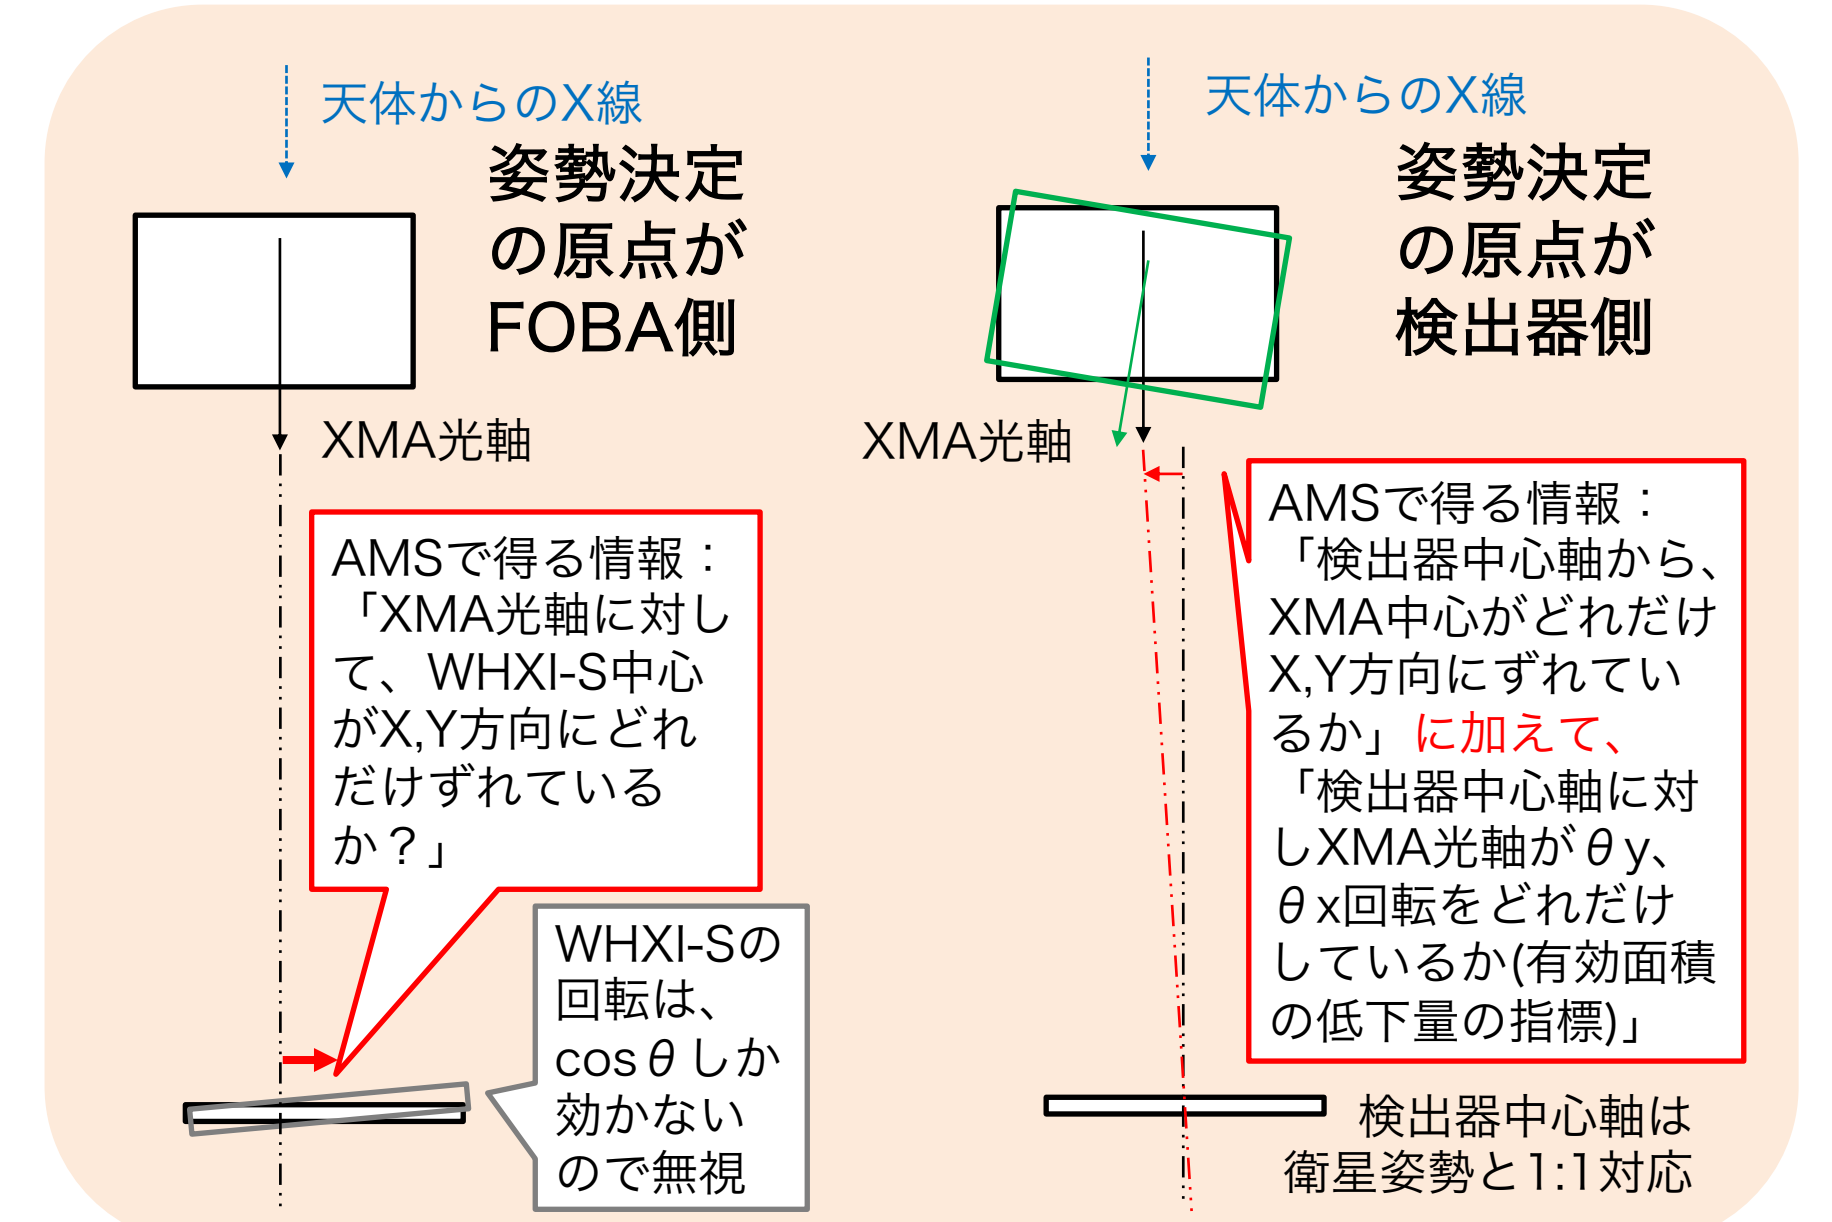 天体からのX線
姿勢決定
の原点が
FOBA側
XMA光軸
AMSで得る情報：
「XMA光軸に対し
て、WHXI-S中心
がX,Y方向にどれ
だけずれている
か？」
WHXI-Sの
回転は、
cosθしか
効かない
ので無視
天体からのX線
姿勢決定
の原点が
検出器側
XMA光軸
AMSで得る情報：
「検出器中心軸から、
XMA中心がどれだけ
X,Y方向にずれてい
るか」に加えて、
「検出器中心軸に対
しXMA光軸がθy、
θx回転をどれだけ
しているか(有効面積
の低下量の指標)」
検出器中心軸は
衛星姿勢と1:1対応